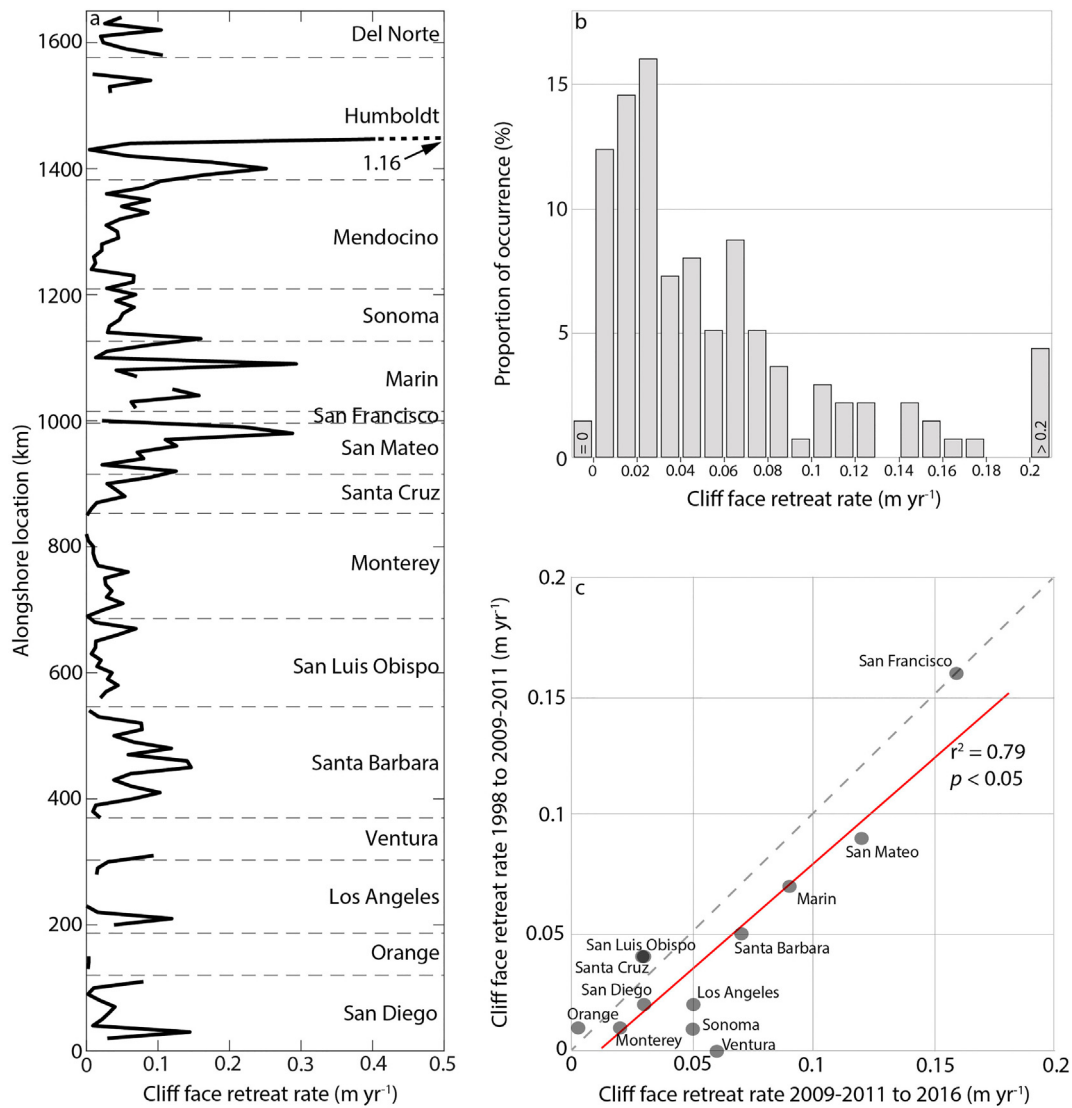 a
Alongshore location (km)
1600
1400
1200
1000
800
600
400
200
0
Del Norte
Humboldt
1.16
Mendocino
Sonoma
Marin
San Francisco
San Mateo
Santa Cruz
Monterey
San Luis Obispo
Santa Barbara
Ventura
Los Angeles
Orange
San Diego
0 0.1 0.2 0.3 0.4 0.5
Cliff face retreat rate (m yr⁻¹)
b
Proportion of occurrence (%)
15
10
5
0
= 0
> 0.2
0 0.02 0.04 0.06 0.08 0.1 0.12 0.14 0.16 0.18 0.2
Cliff face retreat rate (m yr⁻¹)
c
Cliff face retreat rate 1998 to 2009-2011 (m yr⁻¹)
0.2
0.15
0.1
0.05
0
San Francisco
r² = 0.79
p < 0.05
San Mateo
Marin
Santa Barbara
San Luis Obispo
Santa Cruz
San Diego
Los Angeles
Orange
Sonoma
Monterey
Ventura
0 0.05 0.1 0.15 0.2
Cliff face retreat rate 2009-2011 to 2016 (m yr⁻¹)